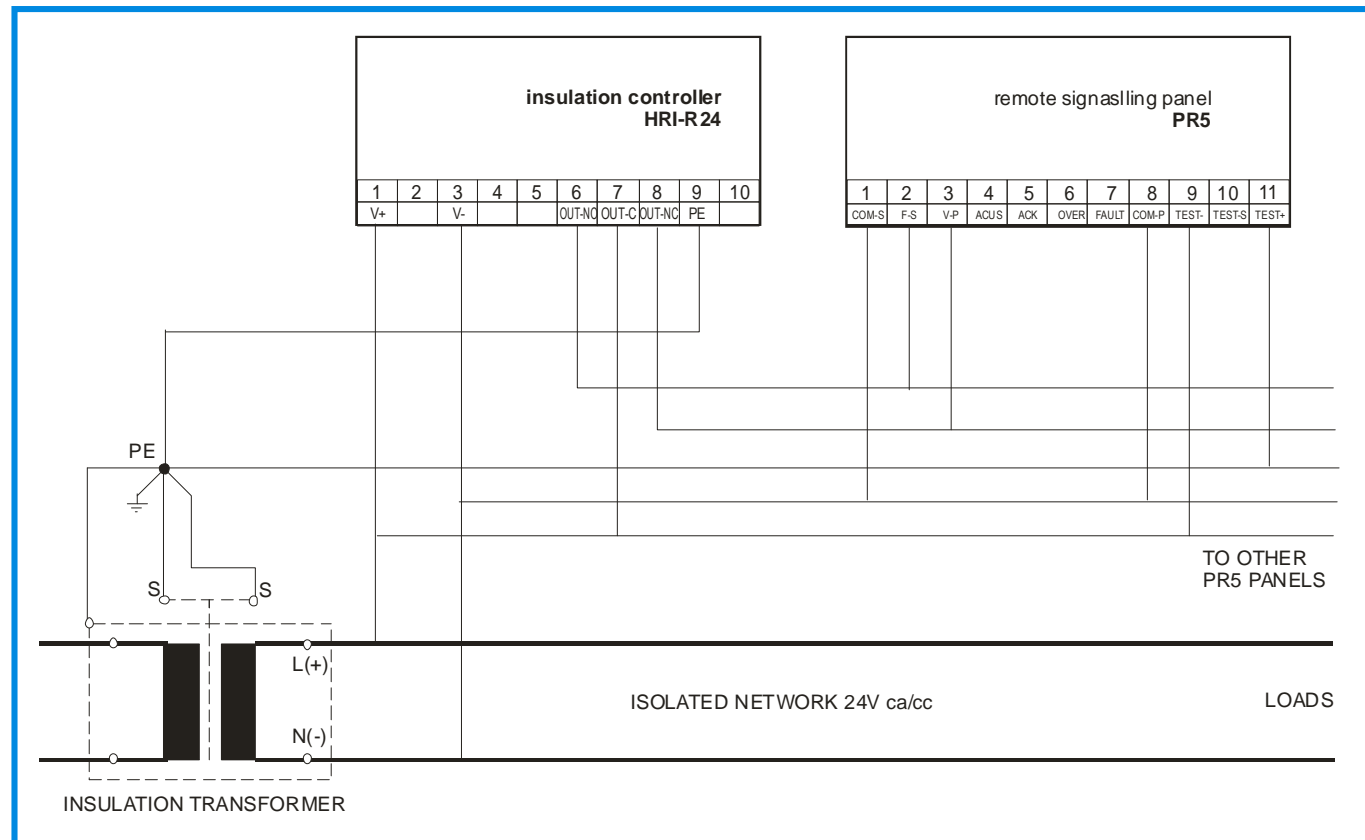 insulation controller
HRI-R24
remote signaslling panel
PR5
1 2 3 4 5 6 7 8 9 10
V+ V- OUT-NO OUT-C OUT-NC PE
1 2 3 4 5 6 7 8 9 10 11
COM-S F-S V-P ACUS ACK OVER FAULT COM-P TEST- TEST-S TEST+
PE
S S
TO OTHER
PR5 PANELS
L(+)
ISOLATED NETWORK 24V ca/cc LOADS
N(-)
INSULATION TRANSFORMER